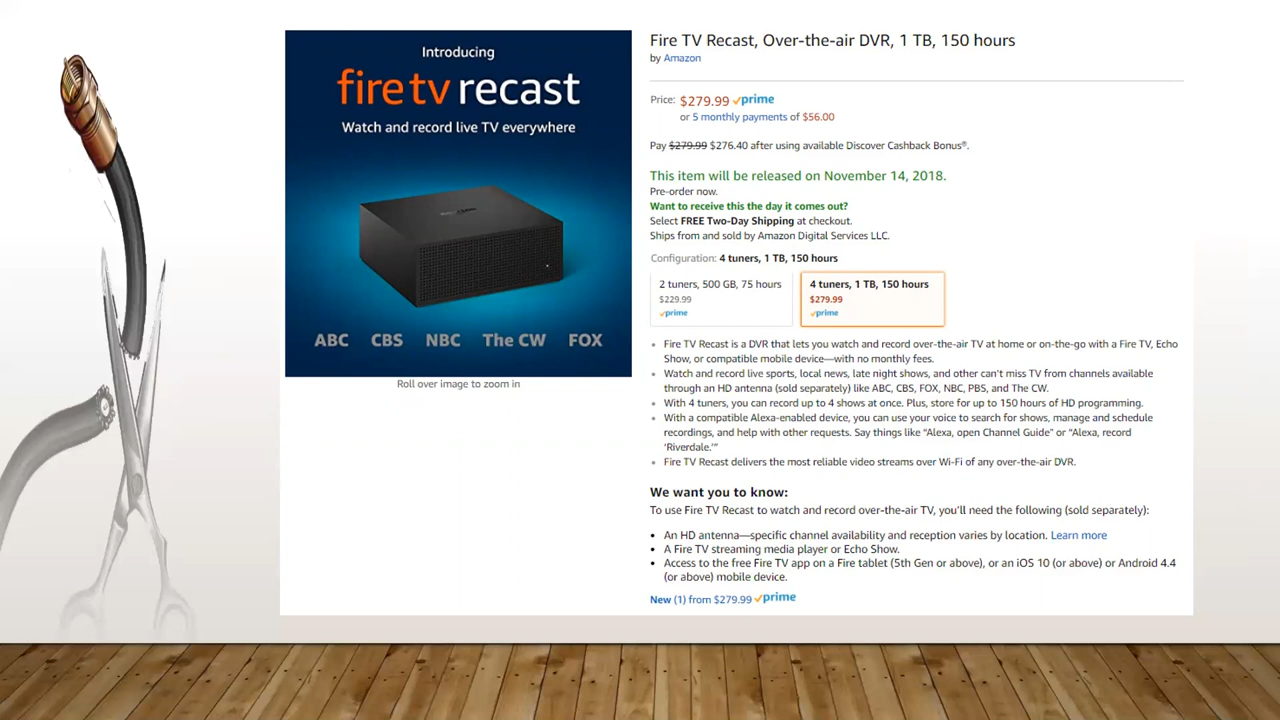 Introducing
fire tv recast
Watch and record live TV everywhere
ABC CBS NBC The CW FOX
Roll over image to zoom in
Fire TV Recast, Over-the-air DVR, 1 TB, 150 hours
by Amazon
Price: $279.99 prime
or 5 monthly payments of $56.00
Pay $279.99 $276.40 after using available Discover Cashback Bonus®.
This item will be released on November 14, 2018.
Pre-order now.
Want to receive this the day it comes out?
Select FREE Two-Day Shipping at checkout.
Ships from and sold by Amazon Digital Services LLC.
Configuration: 4 tuners, 1 TB, 150 hours
2 tuners, 500 GB, 75 hours
$229.99
prime
4 tuners, 1 TB, 150 hours
$279.99
prime
• Fire TV Recast is a DVR that lets you watch and record over-the-air TV at home or on-the-go with a Fire TV, Echo
Show, or compatible mobile device—with no monthly fees.
• Watch and record live sports, local news, late night shows, and other can't miss TV from channels available
through an HD antenna (sold separately) like ABC, CBS, FOX, NBC, PBS, and The CW.
• With 4 tuners, you can record up to 4 shows at once. Plus, store for up to 150 hours of HD programming.
• With a compatible Alexa-enabled device, you can use your voice to search for shows, manage and schedule
recordings, and help with other requests. Say things like “Alexa, open Channel Guide” or “Alexa, record
‘Riverdale.’”
• Fire TV Recast delivers the most reliable video streams over Wi-Fi of any over-the-air DVR.
We want you to know:
To use Fire TV Recast to watch and record over-the-air TV, you'll need the following (sold separately):
• An HD antenna—specific channel availability and reception varies by location. Learn more
• A Fire TV streaming media player or Echo Show.
• Access to the free Fire TV app on a Fire tablet (5th Gen or above), or an iOS 10 (or above) or Android 4.4
(or above) mobile device.
New (1) from $279.99 prime